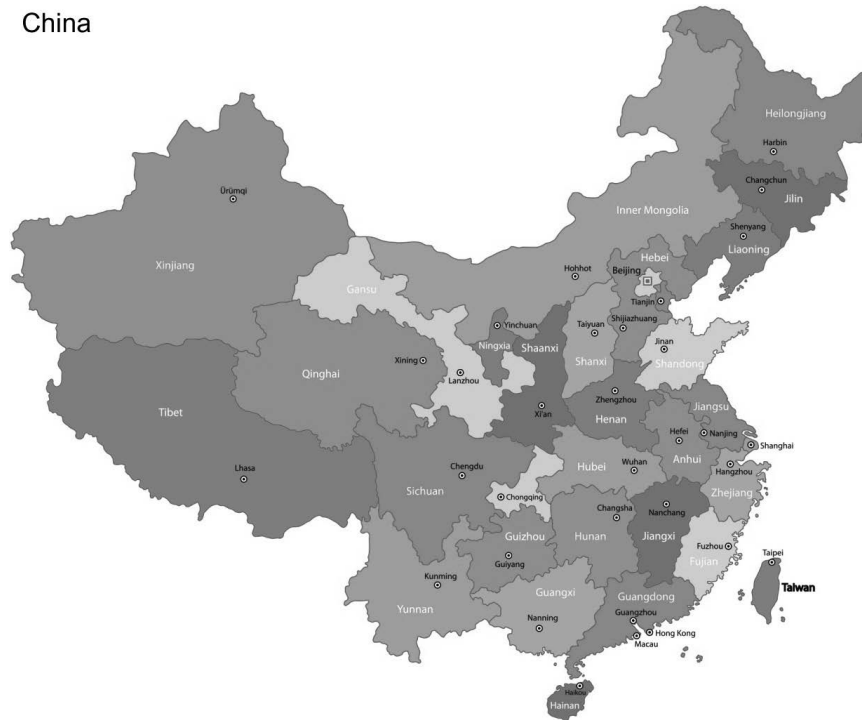 China
Heilongjiang
Harbin
Changchun
Jilin
Ürümqi
Inner Mongolia
Shenyang
Liaoning
Xinjiang
Hebei
Hohhot
Beijing
Gansu
Tianjin
Yinchuan
Taiyuan
Shijiazhuang
Ningxia
Shaanxi
Jinan
Xining
Shanxi
Shandong
Qinghai
Lanzhou
Zhengzhou
Jiangsu
Tibet
Xi'an
Henan
Hefei
Nanjing
Shanghai
Anhui
Lhasa
Chengdu
Hubei
Wuhan
Hangzhou
Sichuan
Zhejiang
Chongqing
Changsha
Nanchang
Guizhou
Hunan
Jiangxi
Fuzhou
Taipei
Guiyang
Fujian
Kunming
Taiwan
Guangxi
Guangdong
Yunnan
Guangzhou
Nanning
Hong Kong
Macau
Haikou
Hainan